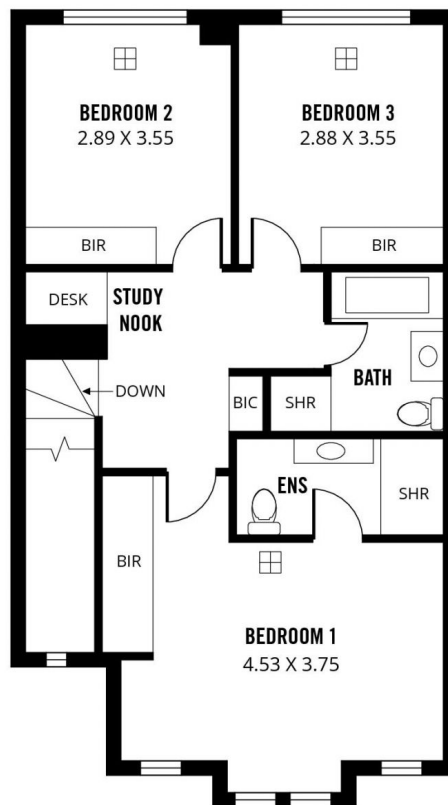 BEDROOM 2
2.89 X 3.55
BEDROOM 3
2.88 X 3.55
BIR
BIR
DESK
STUDY
NOOK
DOWN
BATH
BIC
SHR
ENS
SHR
BIR
BEDROOM 1
4.53 X 3.75